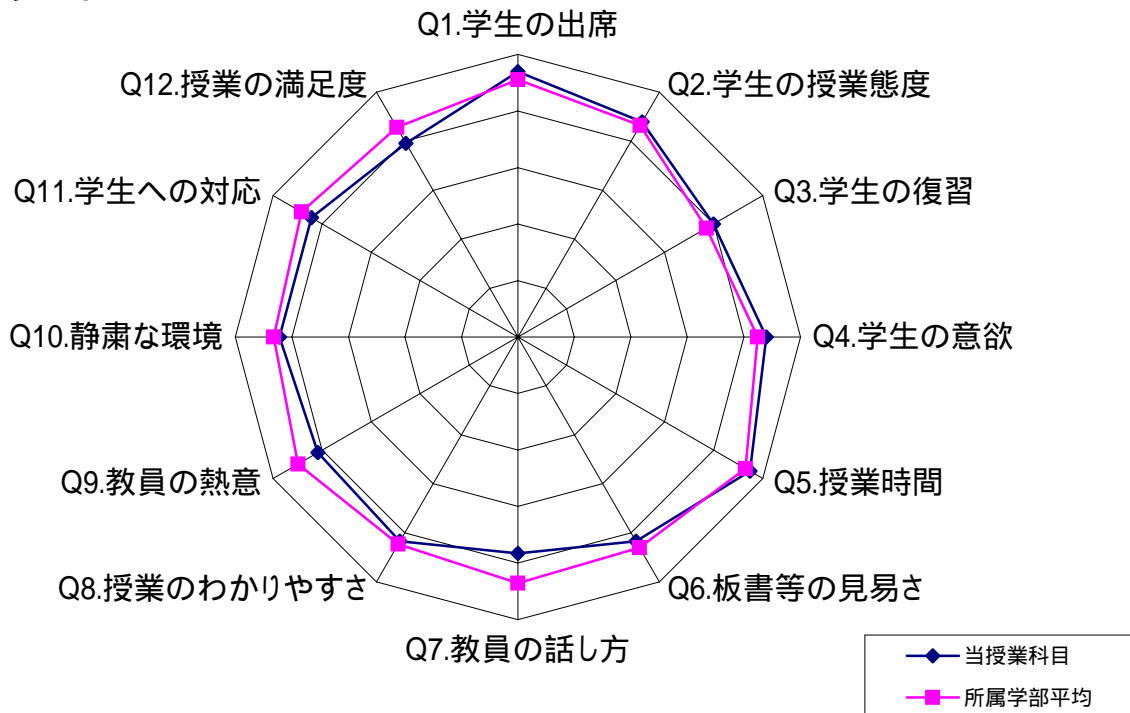 Q1.学生の出席
Q12.授業の満足度
Q2.学生の授業態度
Q11.学生への対応
Q3.学生の復習
Q10.静粛な環境
Q4.学生の意欲
Q9.教員の熱意
Q5.授業時間
Q8.授業のわかりやすさ
Q6.板書等の見易さ
Q7.教員の話し方
当授業科目
所属学部平均